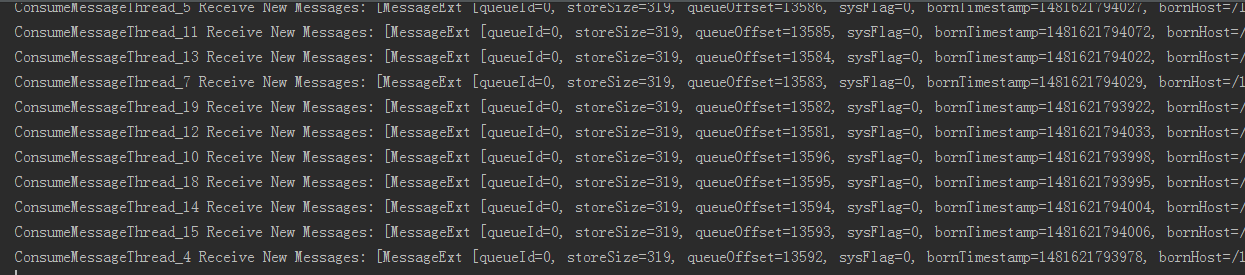 ConsumeMessageThread_5 Receive New Messages: [MessageExt [queueId=0, storeSize=319, queueOffset=13586, sysFlag=0, bornTimestamp=1481621794027, bornHost=/1
ConsumeMessageThread_11 Receive New Messages: [MessageExt [queueId=0, storeSize=319, queueOffset=13585, sysFlag=0, bornTimestamp=1481621794072, bornHost=/
ConsumeMessageThread_13 Receive New Messages: [MessageExt [queueId=0, storeSize=319, queueOffset=13584, sysFlag=0, bornTimestamp=1481621794022, bornHost=/
ConsumeMessageThread_7 Receive New Messages: [MessageExt [queueId=0, storeSize=319, queueOffset=13583, sysFlag=0, bornTimestamp=1481621794029, bornHost=/1
ConsumeMessageThread_19 Receive New Messages: [MessageExt [queueId=0, storeSize=319, queueOffset=13582, sysFlag=0, bornTimestamp=1481621793922, bornHost=/
ConsumeMessageThread_12 Receive New Messages: [MessageExt [queueId=0, storeSize=319, queueOffset=13581, sysFlag=0, bornTimestamp=1481621794033, bornHost=/
ConsumeMessageThread_10 Receive New Messages: [MessageExt [queueId=0, storeSize=319, queueOffset=13596, sysFlag=0, bornTimestamp=1481621793998, bornHost=/
ConsumeMessageThread_18 Receive New Messages: [MessageExt [queueId=0, storeSize=319, queueOffset=13595, sysFlag=0, bornTimestamp=1481621793995, bornHost=/
ConsumeMessageThread_14 Receive New Messages: [MessageExt [queueId=0, storeSize=319, queueOffset=13594, sysFlag=0, bornTimestamp=1481621794004, bornHost=/
ConsumeMessageThread_15 Receive New Messages: [MessageExt [queueId=0, storeSize=319, queueOffset=13593, sysFlag=0, bornTimestamp=1481621794006, bornHost=/
ConsumeMessageThread_4 Receive New Messages: [MessageExt [queueId=0, storeSize=319, queueOffset=13592, sysFlag=0, bornTimestamp=1481621793978, bornHost=/1